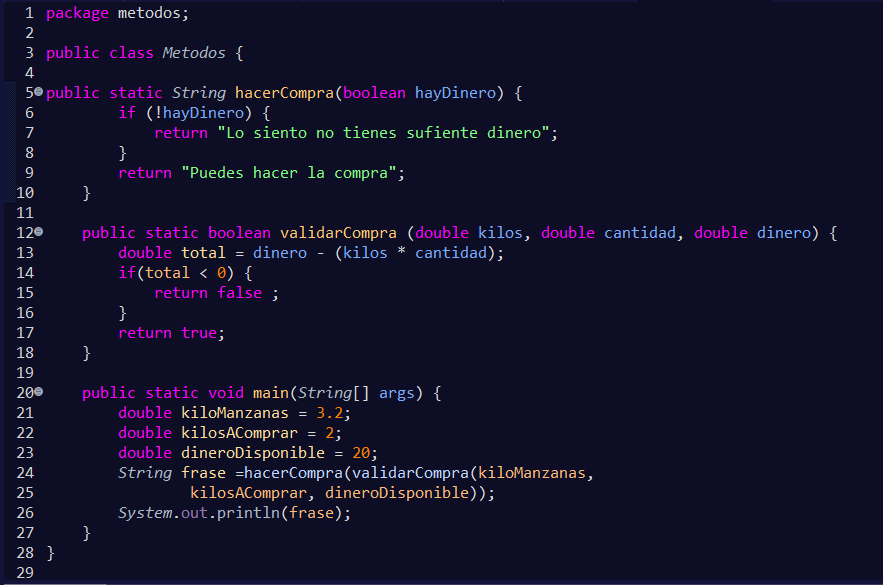 1 package metodos;
2
3 public class Metodos {
4
5 public static String hacerCompra(boolean hayDinero) {
6         if (!hayDinero) {
7             return "Lo siento no tienes sufiente dinero";
8         }
9         return "Puedes hacer la compra";
10     }
11
12     public static boolean validarCompra (double kilos, double cantidad, double dinero) {
13         double total = dinero - (kilos * cantidad);
14         if(total < 0) {
15             return false ;
16         }
17         return true;
18     }
19
20     public static void main(String[] args) {
21         double kiloManzanas = 3.2;
22         double kilosAComprar = 2;
23         double dineroDisponible = 20;
24         String frase =hacerCompra(validarCompra(kiloManzanas,
25                 kilosAComprar, dineroDisponible));
26         System.out.println(frase);
27     }
28 }
29